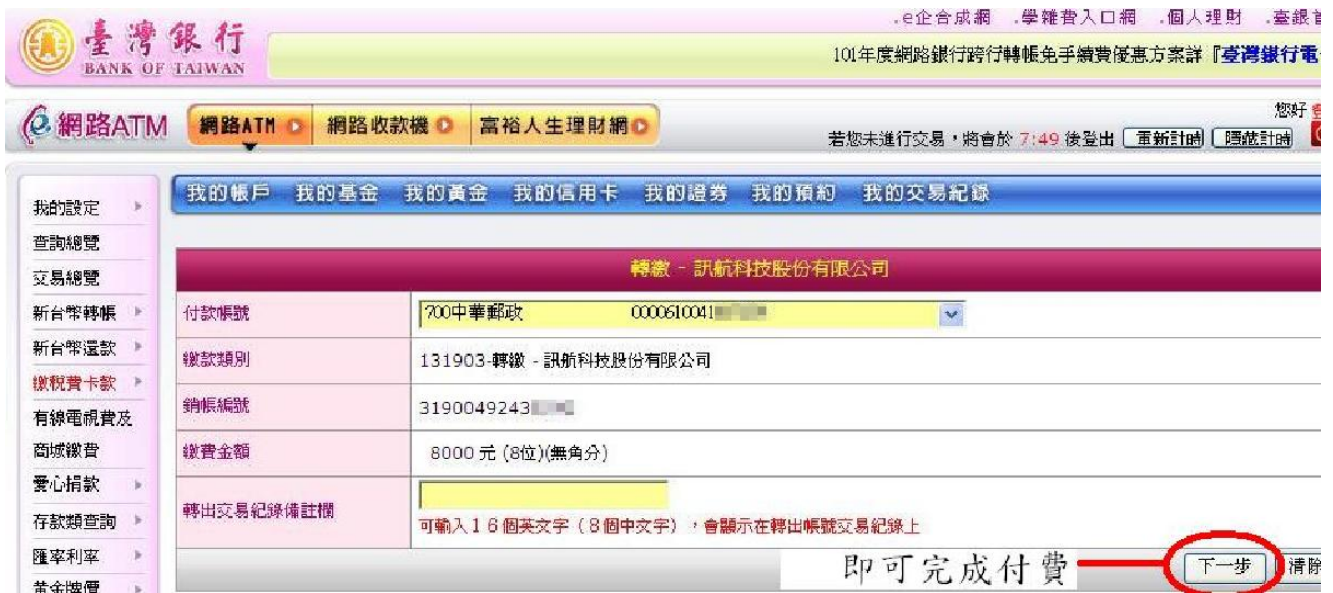 .e企合成網 .學雜費入口網 .個人理財 .臺銀首
臺灣銀行
BANK OF TAIWAN
101年度網路銀行跨行轉帳免手續費優惠方案詳『臺灣銀行電
您好
網路ATM 網路ATM 網路收款機 富裕人生理財網
若您未進行交易，將會於 7:49 後登出 重新計時 隱藏計時
我的帳戶 我的基金 我的黃金 我的信用卡 我的證券 我的預約 我的交易紀錄
我的設定
查詢總覽
交易總覽
新台幣轉帳
新台幣還款
繳稅費卡款
有線電視費及
商城繳費
愛心捐款
存款類查詢
匯率利率
黃金牌價
轉繳 - 訊航科技股份有限公司
付款帳號 700中華郵政 0000610041
繳款類別 131903-轉繳 - 訊航科技股份有限公司
銷帳編號 3190049243
繳費金額 8000 元 (8位)(無角分)
轉出交易紀錄備註欄
可輸入１６個英文字（８個中文字），會顯示在轉出帳號交易紀錄上
即可完成付費 下一步 清除